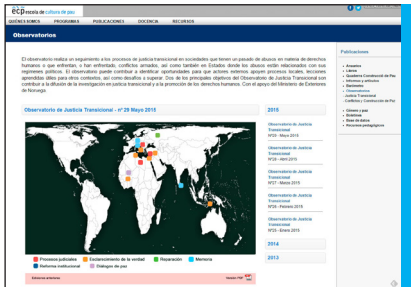 ecp escola de cultura de pau
QUIÉNES SOMOS PROGRAMAS PUBLICACIONES DOCENCIA RECURSOS
Observatorios
El observatorio realiza un seguimiento a los procesos de justicia transicional en sociedades que tienen un pasado de abusos en materia de derechos
humanos o que enfrentan, o han enfrentado, conflictos armados, así como también en Estados donde los abusos están relacionados con sus
regímenes políticos. El observatorio puede contribuir a identificar oportunidades para que actores externos apoyen procesos locales, lecciones
aprendidas útiles para otros contextos, así como desafíos a superar. Dos de los principales objetivos del Observatorio de Justicia Transicional son
contribuir a la difusión de la investigación en justicia transicional y a la promoción de los derechos humanos. Con el apoyo del Ministerio de Exteriores
de Noruega.
Observatorio de Justicia Transicional - nº 29 Mayo 2015
Procesos judiciales Esclarecimiento de la verdad Reparación Memoria
Reforma institucional Diálogos de paz
Números anteriores Versión PDF
2015
Observatorio de Justicia
Transicional
Nº29 - Mayo 2015
Observatorio de Justicia
Transicional
Nº28 - Abril 2015
Observatorio de Justicia
Transicional
Nº27 - Marzo 2015
Observatorio de Justicia
Transicional
Nº26 - Febrero 2015
Observatorio de Justicia
Transicional
Nº25 - Enero 2015
2014
2013
Publicaciones
Anuarios
Libros
Quaderns Construcció de Pau
Informes y artículos
Barómetros
Observatorios
- Justicia Transicional
- Conflictos y Construcción de Paz
Género y paz
Boletines
Base de datos
Recursos pedagógicos